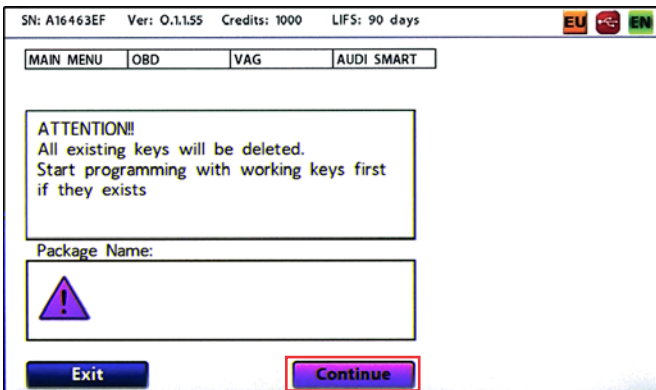 SN: A16463EF Ver: 0.1.1.55 Credits: 1000 LIFS: 90 days EU EN
MAIN MENU OBD VAG AUDI SMART
ATTENTION!!
All existing keys will be deleted.
Start programming with working keys first
if they exists
Package Name:
!
Exit Continue